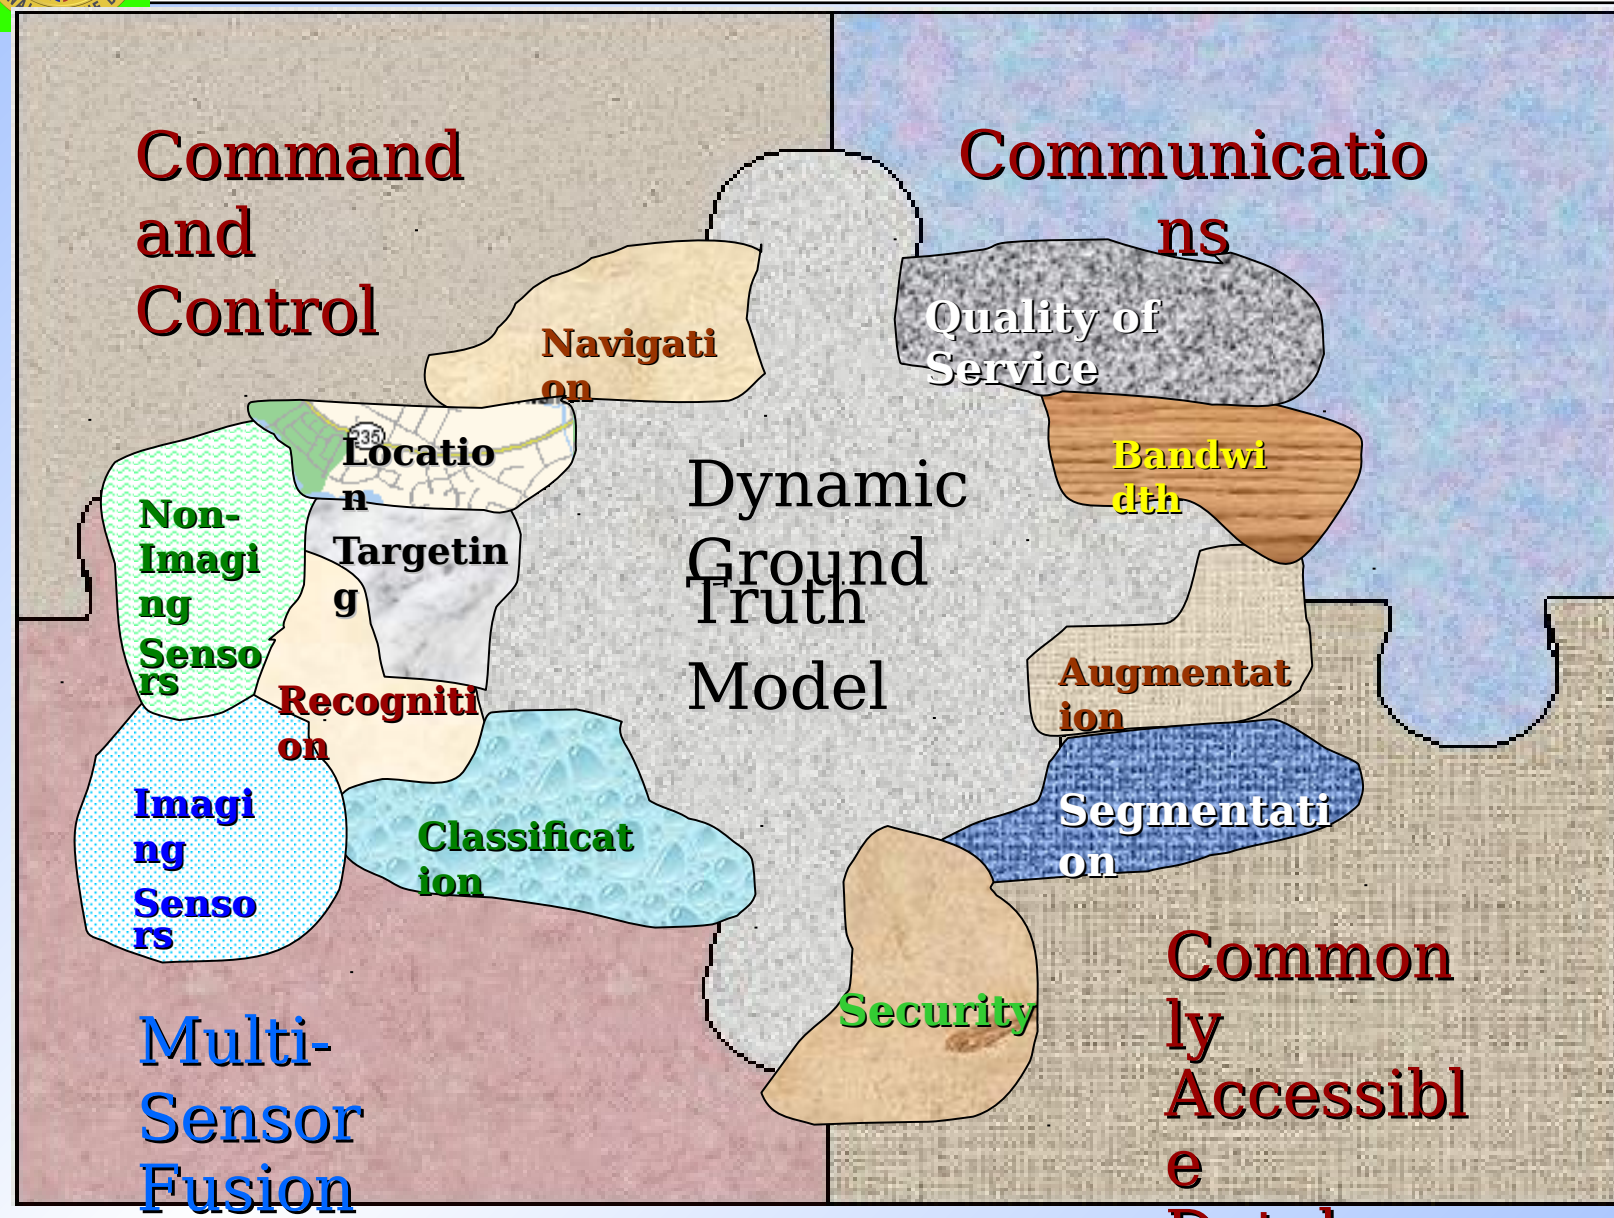 Command
and
Control
Communicatio
ns
Navigati
on
Quality of
Service
235
Locatio
n
Bandwi
dth
Non-
Imagi
ng
Senso
rs
Targetin
g
Dynamic
Ground
Truth
Model
Recogniti
on
Augmentat
ion
Imagi
ng
Senso
rs
Classificat
ion
Segmentati
on
Security
Multi-
Sensor
Fusion
Common
ly
Accessibl
e